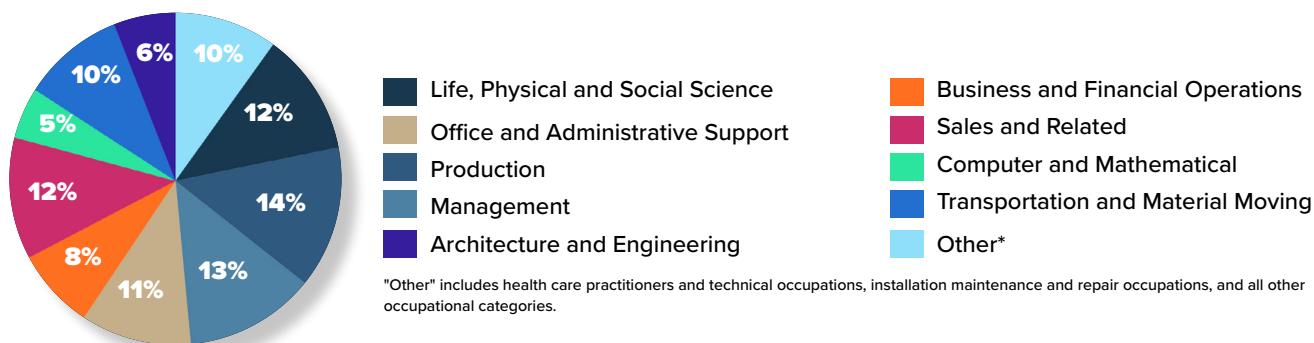 6%
10%
10%
12%
5%
12%
14%
8%
13%
11%
Life, Physical and Social Science
Office and Administrative Support
Production
Management
Architecture and Engineering
Business and Financial Operations
Sales and Related
Computer and Mathematical
Transportation and Material Moving
Other*
"Other" includes health care practitioners and technical occupations, installation maintenance and repair occupations, and all other
occupational categories.